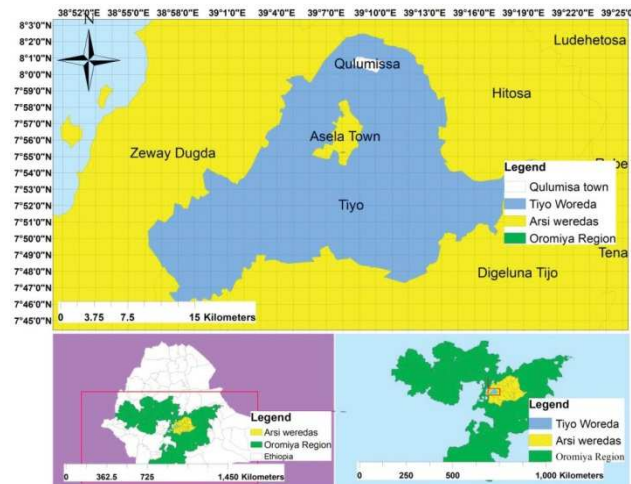 38°52'0"E 38°55'0"E 38°58'0"E 39°1'0"E 39°4'0"E 39°7'0"E 39°10'0"E 39°13'0"E 39°16'0"E 39°19'0"E 39°22'0"E 39°25'0"E
N
8°3'30"N
8°2'0"N
8°1'0"N
8°0'0"N
7°59'0"N
7°58'0"N
7°56'0"N
7°55'0"N
7°54'0"N
7°53'0"N
7°52'0"N
7°51'0"N
7°50'0"N
7°48'0"N
7°47'0"N
7°46'0"N
7°45'0"N
Ludehetosa
Qulumissa
Hitosa
Asela Town
Zeway Dugda
Tiyo
Tena
Digeluna Tijo
Legend
Qulumisa town
Tiyo Woreda
Arsi weredas
Oromiya Region
0 3.75 7.5 15 Kilometers
Legend
Arsi weredas
Oromiya Region
Ethiopia
0 362.5 725 1,450 Kilometers
Legend
Tiyo Woreda
Arsi weredas
Oromiya Region
0 250 500 1,000 Kilometers